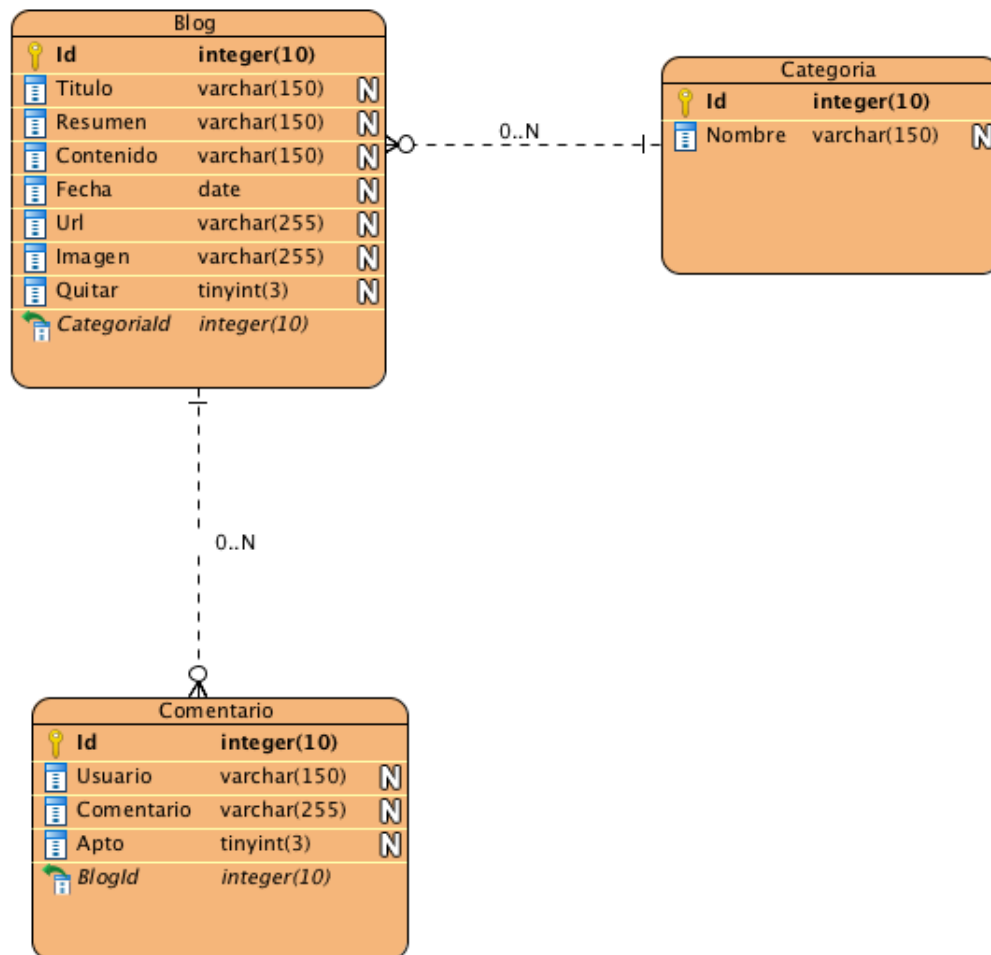 Blog
Id integer(10)
Titulo varchar(150) N
Resumen varchar(150) N
Contenido varchar(150) N
Fecha date N
Url varchar(255) N
Imagen varchar(255) N
Quitar tinyint(3) N
CategoriaId integer(10)
0..N
Categoria
Id integer(10)
Nombre varchar(150) N
0..N
Comentario
Id integer(10)
Usuario varchar(150) N
Comentario varchar(255) N
Apto tinyint(3) N
BlogId integer(10)